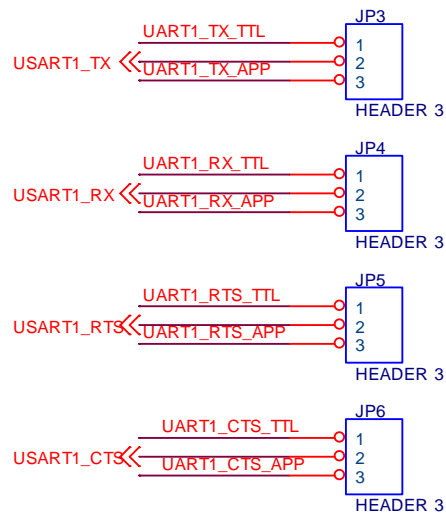 JP3
UART1_TX_TTL
1
USART1_TX
2
UART1_TX_APP
3
HEADER 3
JP4
UART1_RX_TTL
1
USART1_RX
2
UART1_RX_APP
3
HEADER 3
JP5
UART1_RTS_TTL
1
USART1_RTS
2
UART1_RTS_APP
3
HEADER 3
JP6
UART1_CTS_TTL
1
USART1_CTS
2
UART1_CTS_APP
3
HEADER 3